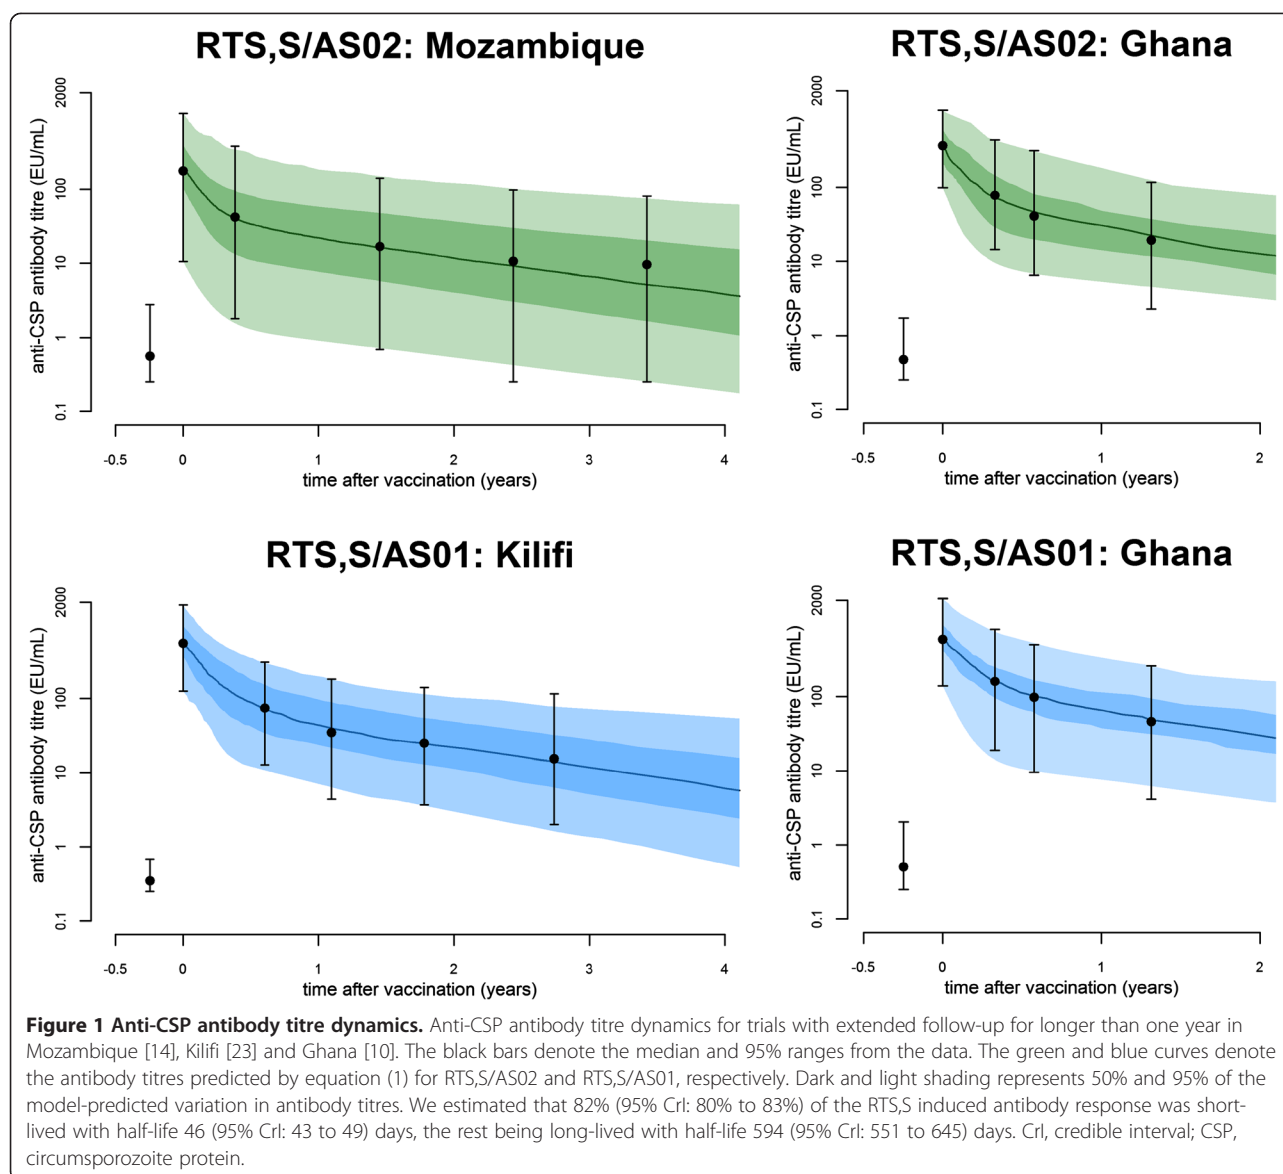 RTS,S/AS02: Mozambique
anti-CSP antibody titre (EU/mL)
2000
100
10
1
0.1
-0.5 0 1 2 3 4
time after vaccination (years)
RTS,S/AS02: Ghana
anti-CSP antibody titre (EU/mL)
2000
100
10
1
0.1
-0.5 0 1 2
time after vaccination (years)
RTS,S/AS01: Kilifi
anti-CSP antibody titre (EU/mL)
2000
100
10
1
0.1
-0.5 0 1 2 3 4
time after vaccination (years)
RTS,S/AS01: Ghana
anti-CSP antibody titre (EU/mL)
2000
100
10
1
0.1
-0.5 0 1 2
time after vaccination (years)
Figure 1 Anti-CSP antibody titre dynamics. Anti-CSP antibody titre dynamics for trials with extended follow-up for longer than one year in
Mozambique [14], Kilifi [23] and Ghana [10]. The black bars denote the median and 95% ranges from the data. The green and blue curves denote
the antibody titres predicted by equation (1) for RTS,S/AS02 and RTS,S/AS01, respectively. Dark and light shading represents 50% and 95% of the
model-predicted variation in antibody titres. We estimated that 82% (95% CrI: 80% to 83%) of the RTS,S induced antibody response was short-
lived with half-life 46 (95% CrI: 43 to 49) days, the rest being long-lived with half-life 594 (95% CrI: 551 to 645) days. CrI, credible interval; CSP,
circumsporozoite protein.